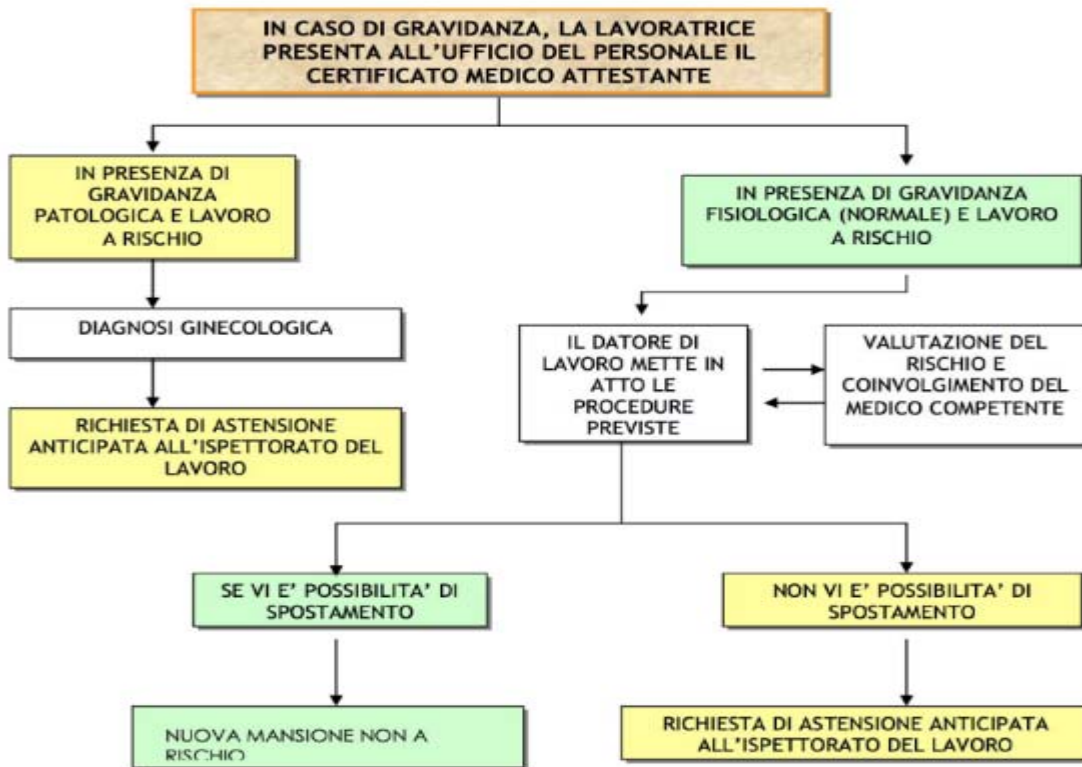 IN CASO DI GRAVIDANZA, LA LAVORATRICE
PRESENTA ALL'UFFICIO DEL PERSONALE IL
CERTIFICATO MEDICO ATTESTANTE
IN PRESENZA DI
GRAVIDANZA
PATOLOGICA E LAVORO
A RISCHIO
IN PRESENZA DI GRAVIDANZA
FISIOLOGICA (NORMALE) E LAVORO
A RISCHIO
DIAGNOSI GINECOLOGICA
IL DATORE DI
LAVORO METTE IN
ATTO LE
PROCEDURE
PREVISTE
VALUTAZIONE DEL
RISCHIO E
COINVOLGIMENTO DEL
MEDICO COMPETENTE
RICHIESTA DI ASTENSIONE
ANTICIPATA ALL'ISPETTORATO DEL
LAVORO
SE VI E' POSSIBILITA' DI
SPOSTAMENTO
NON VI E' POSSIBILITA' DI
SPOSTAMENTO
NUOVA MANSIONE NON A
RISCHIO
RICHIESTA DI ASTENSIONE ANTICIPATA
ALL'ISPETTORATO DEL LAVORO